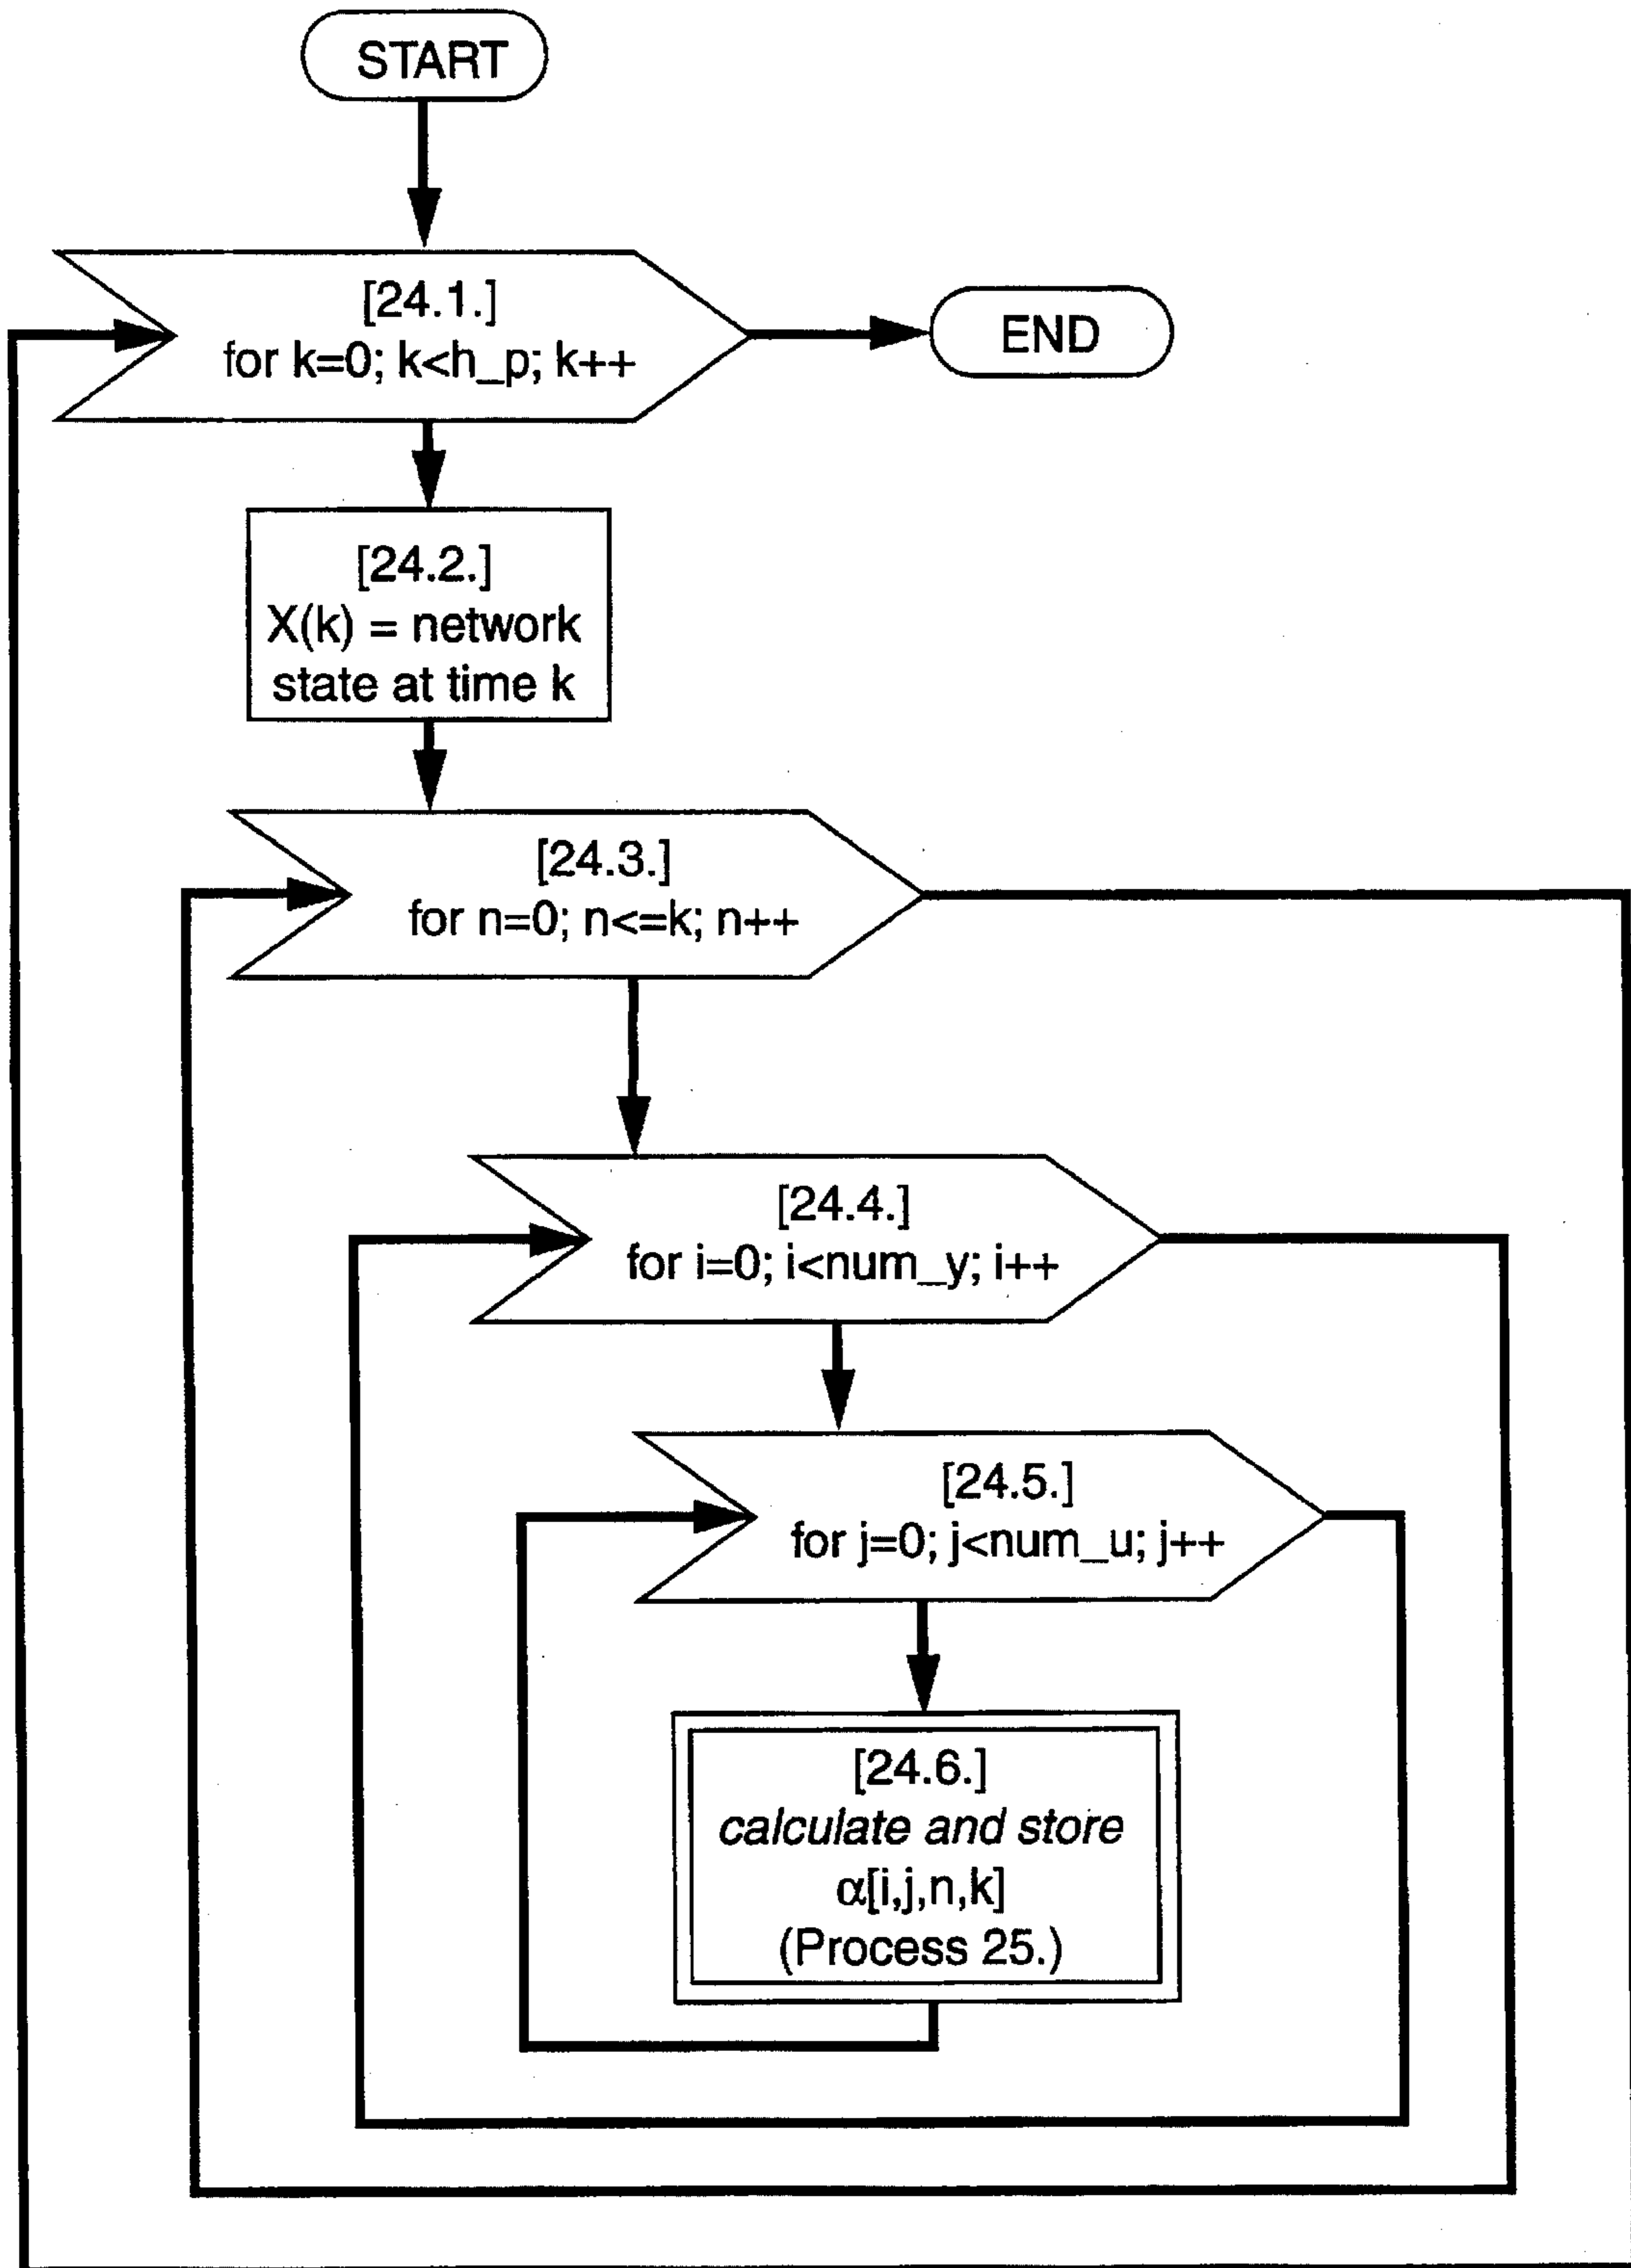 START
[24.1.]
for k=0; k<h_p; k++
END
[24.2.]
X(k) = network
state at time k
[24.3.]
for n=0; n<=k; n++
[24.4.]
for i=0; i<num_y; i++
[24.5.]
for j=0; j<num_u; j++
[24.6.]
calculate and store
α[i,j,n,k]
(Process 25.)